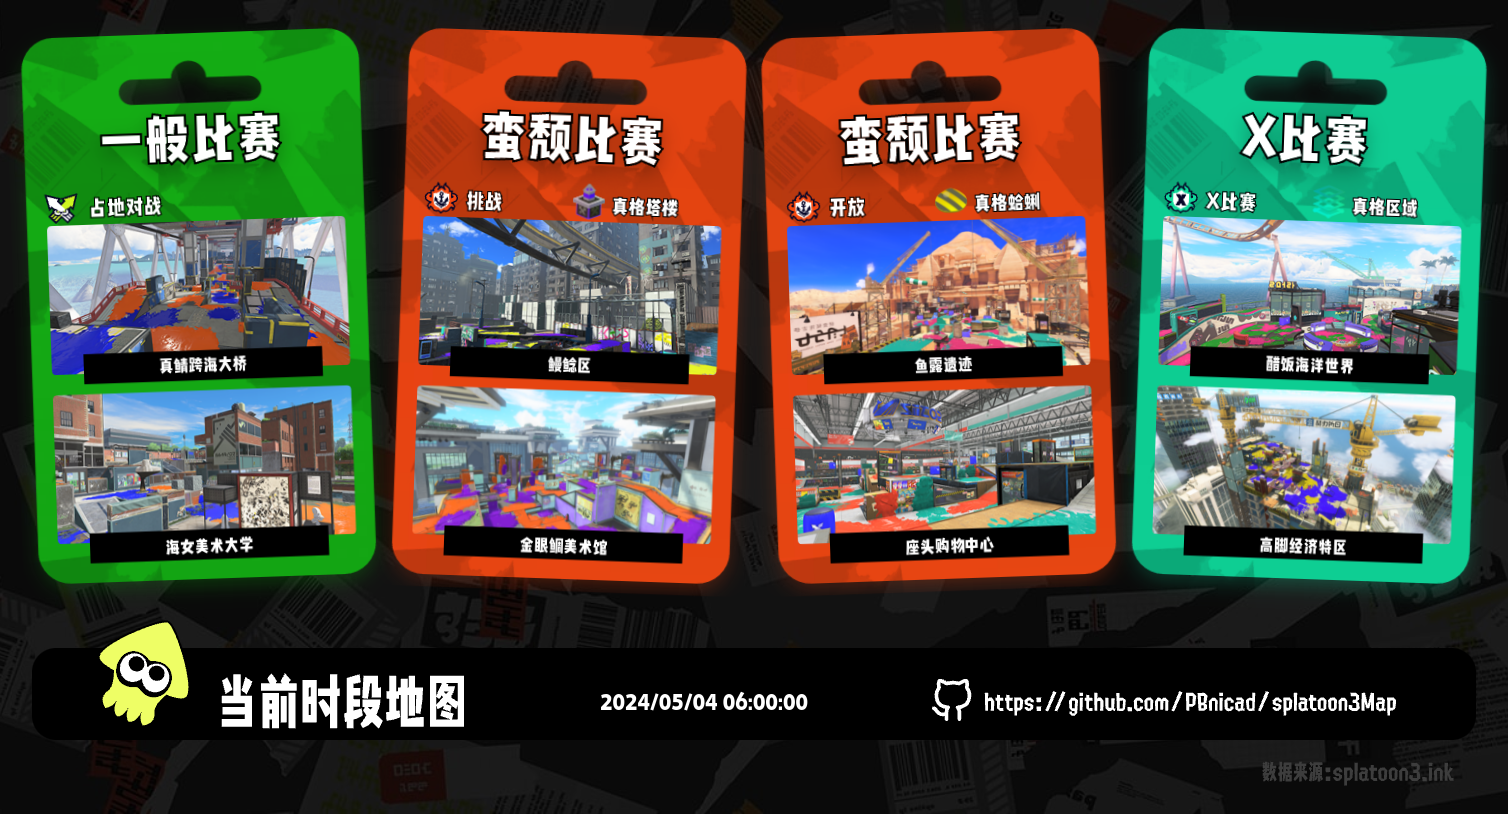 一般比赛
占地对战
真鲭跨海大桥
海女美术大学
蛮颓比赛
挑战
真格塔楼
鳗鲶区
金眼鲷美术馆
蛮颓比赛
开放
真格蛤蜊
鱼露遗迹
座头购物中心
X比赛
X比赛
真格区域
醋饭海洋世界
高脚经济特区
当前时段地图
2024/05/04 06:00:00
https://github.com/PBnicad/splatoon3Map
数据来源:splatoon3.ink